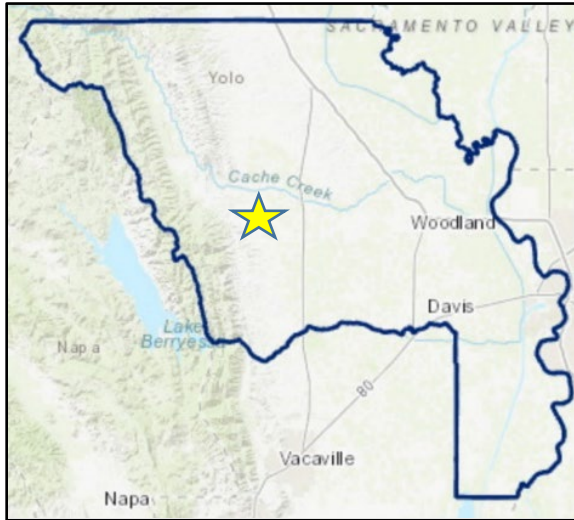 SACRAMENTO VALLEY
Yolo
Cache Creek
Woodland
Davis
Lake
Berryessa
Napa
80
Vacaville
Napa